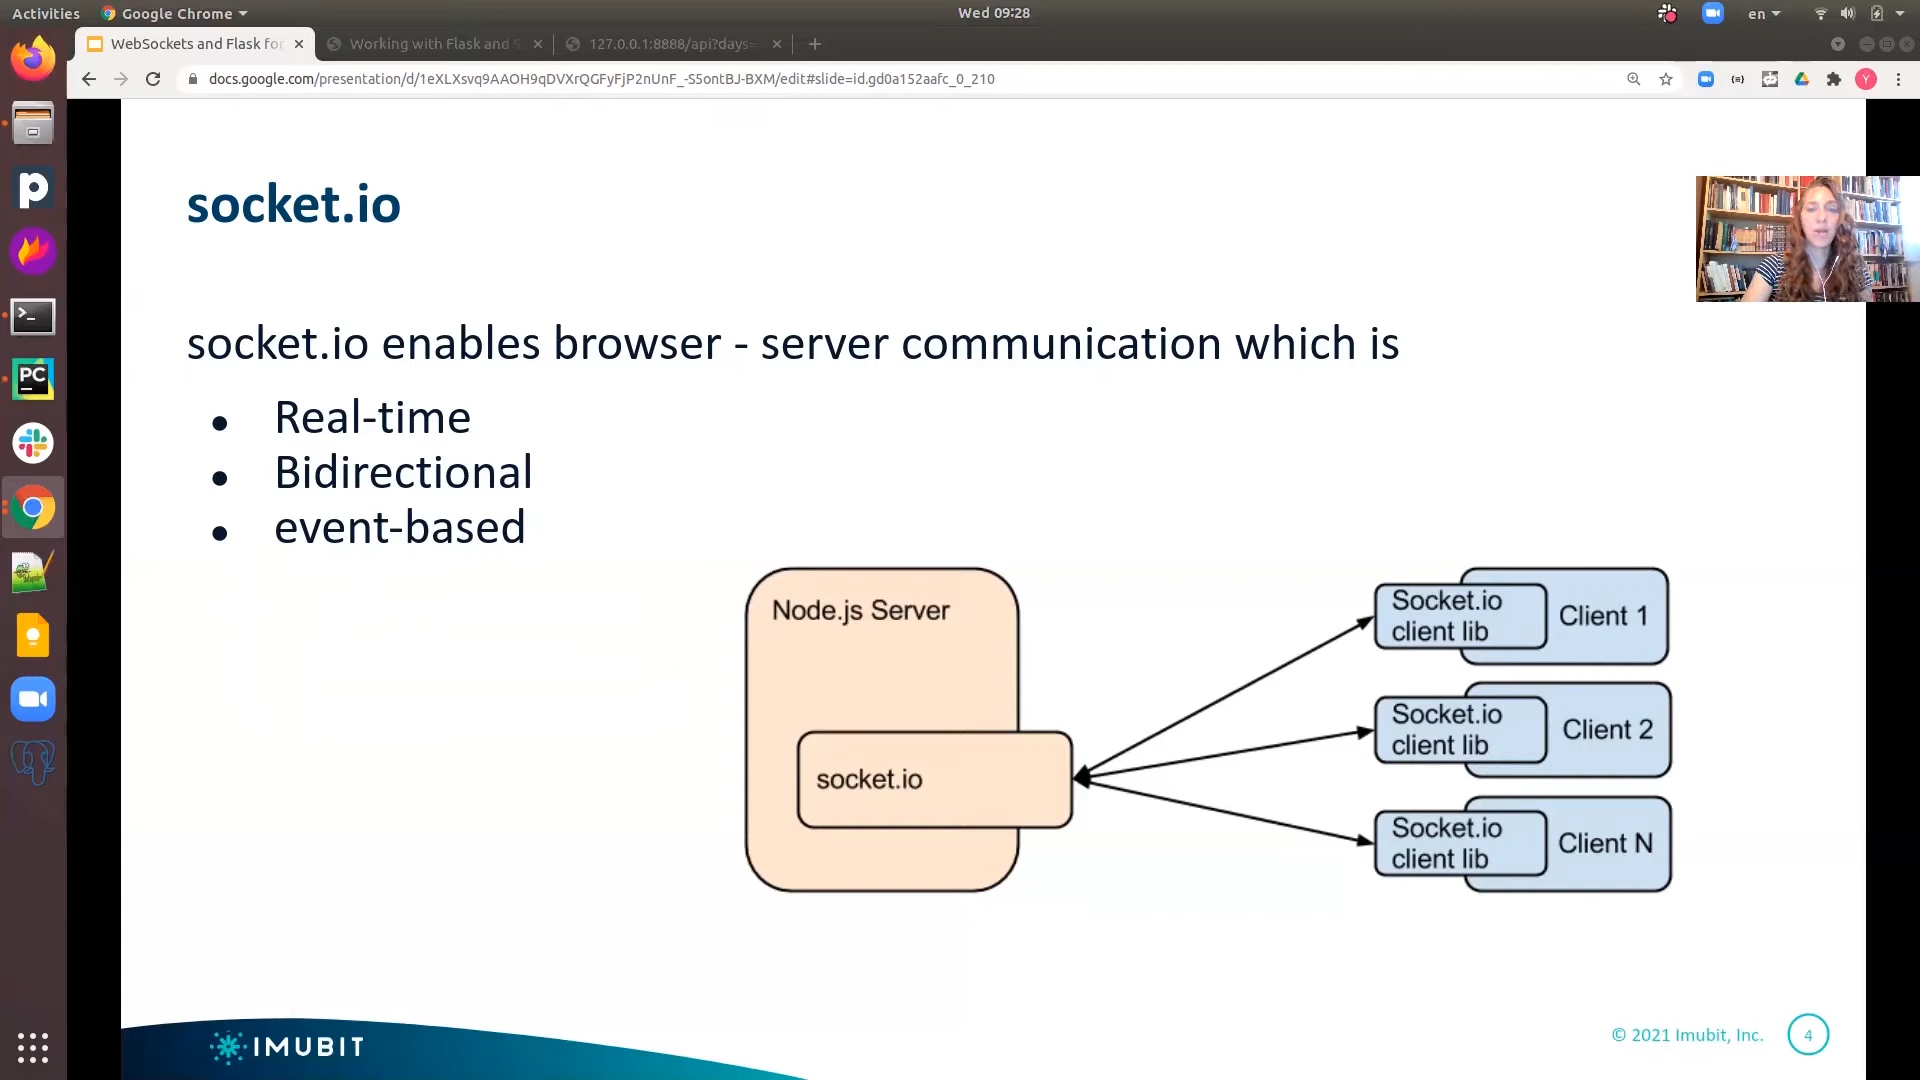 Activities Google Chrome Wed 09:28 en
WebSockets and Flask for Working with Flask and S 127.0.0.1:8888/api?days=
docs.google.com/presentation/d/1eXLXsvq9AAOH9qDVXrQGFyFjP2nUnF_-S5ontBJ-BXM/edit#slide=id.gd0a152aafc_0_210 Y
socket.io
socket.io enables browser - server communication which is
● Real-time
● Bidirectional
● event-based
Node.js Server
socket.io
Socket.io
client lib
Client 1
Socket.io
client lib
Client 2
Socket.io
client lib
Client N
IMUBIT
© 2021 Imubit, Inc. 4
p
PC